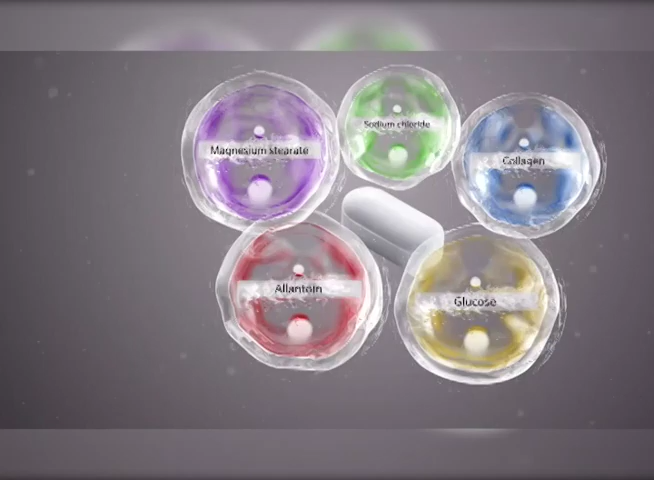 Sodium chloride
Magnesium stearate
Collagen
Allantoin
Glucose